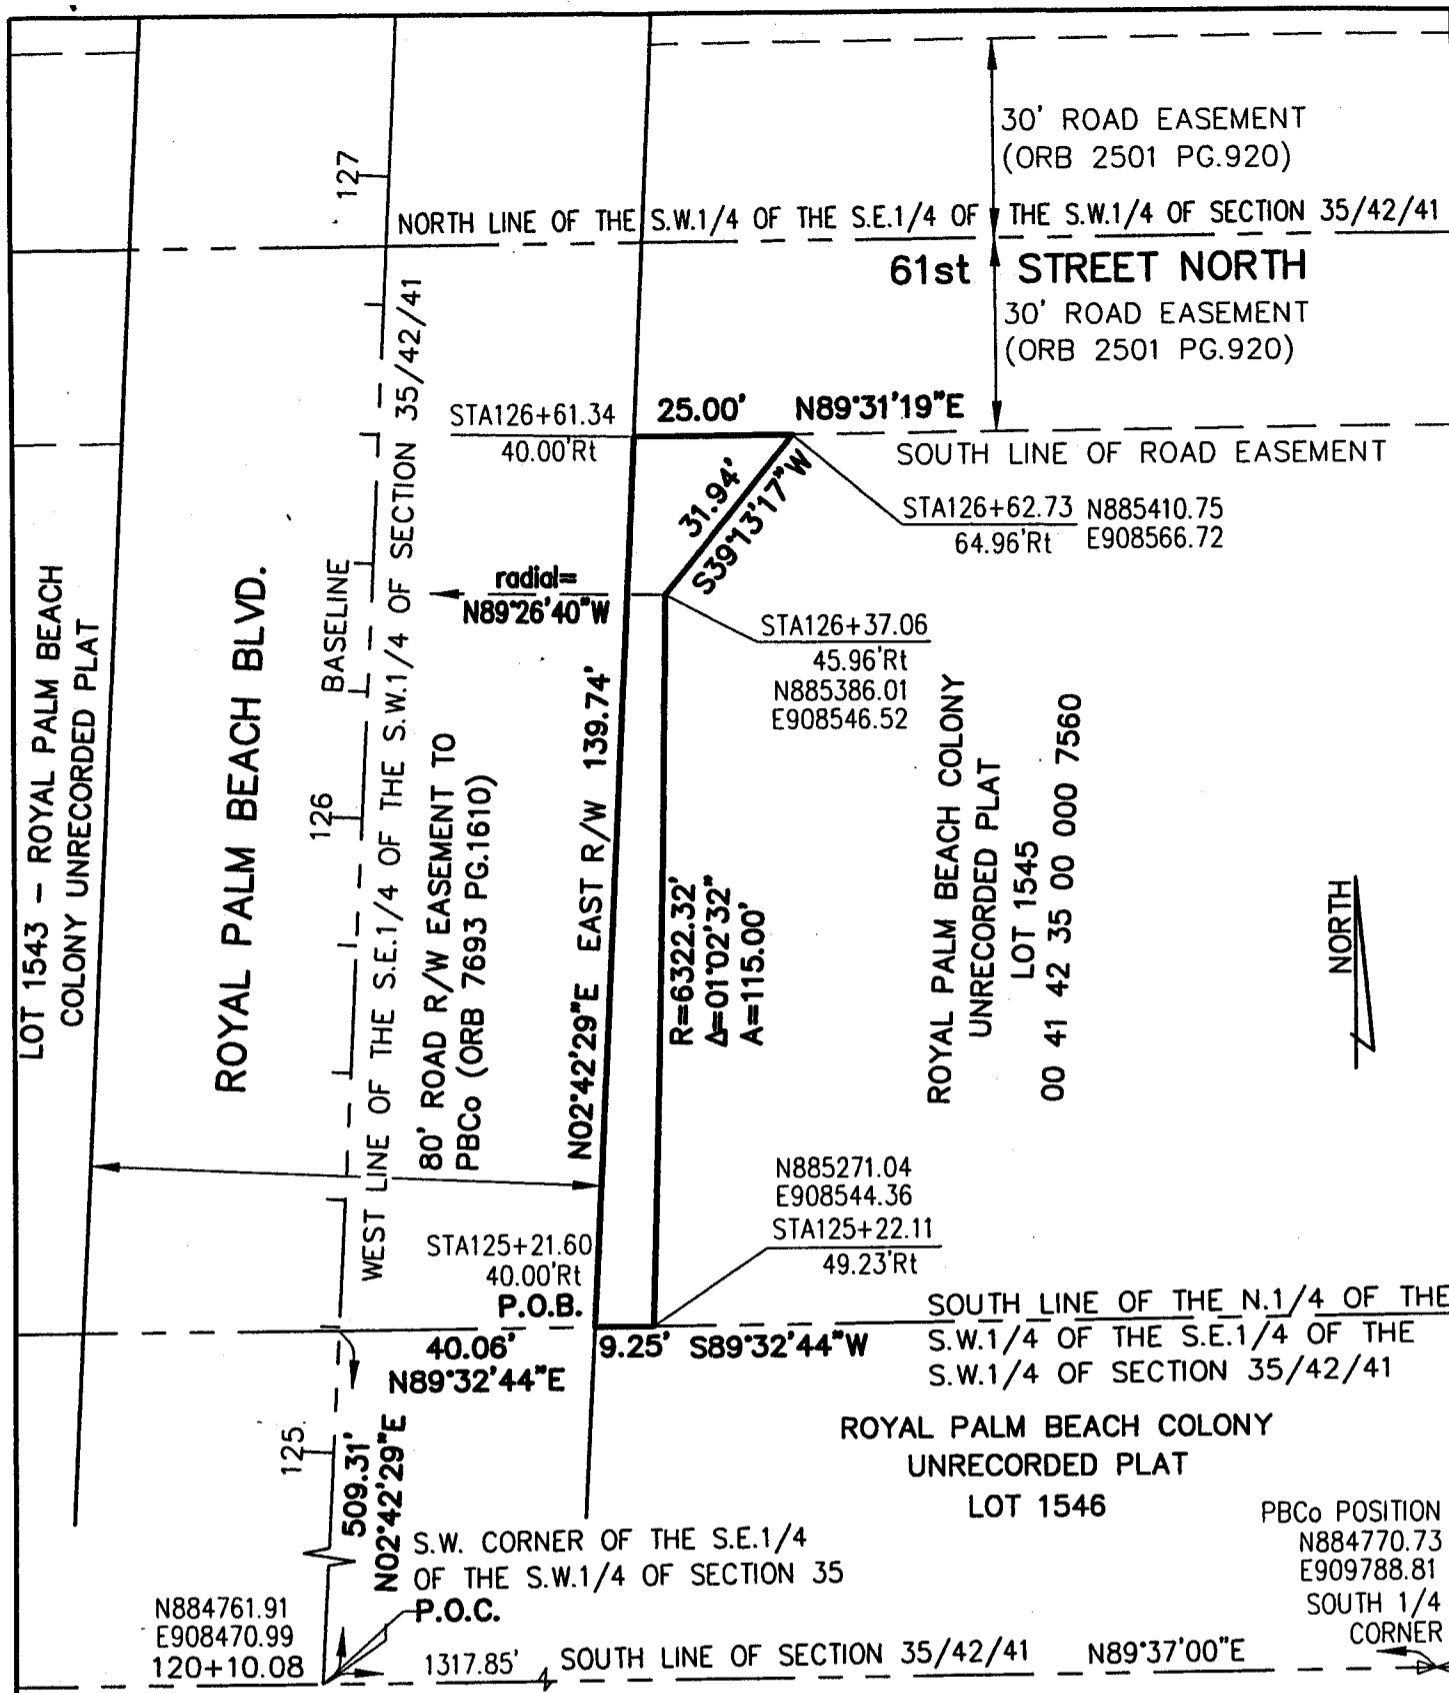 30' ROAD EASEMENT
(ORB 2501 PG.920)
127
NORTH LINE OF THE S.W.1/4 OF THE S.E.1/4 OF THE S.W.1/4 OF SECTION 35/42/41
61st STREET NORTH
30' ROAD EASEMENT
(ORB 2501 PG.920)
STA126+61.34
40.00'Rt
25.00' N89°31'19"E
SOUTH LINE OF ROAD EASEMENT
31.94'
S39°13'17"W
STA126+62.73 N885410.75
64.96'Rt E908566.72
radial=
N89°26'40"W
STA126+37.06
45.96'Rt
N885386.01
E908546.52
LOT 1543 - ROYAL PALM BEACH
COLONY UNRECORDED PLAT
ROYAL PALM BEACH BLVD.
BASELINE
126
WEST LINE OF THE S.E.1/4 OF THE S.W.1/4 OF SECTION 35/42/41
80' ROAD R/W EASEMENT TO
PBCo (ORB 7693 PG.1610)
N02°42'29"E EAST R/W 139.74'
R=6322.32'
Δ=01°02'32"
A=115.00'
ROYAL PALM BEACH COLONY
UNRECORDED PLAT
LOT 1545
00 41 42 35 00 000 7560
NORTH
N885271.04
E908544.36
STA125+22.11
49.23'Rt
STA125+21.60
40.00'Rt
P.O.B.
40.06'
N89°32'44"E
9.25' S89°32'44"W
SOUTH LINE OF THE N.1/4 OF THE
S.W.1/4 OF THE S.E.1/4 OF THE
S.W.1/4 OF SECTION 35/42/41
125
509.31'
N02°42'29"E
ROYAL PALM BEACH COLONY
UNRECORDED PLAT
LOT 1546
S.W. CORNER OF THE S.E.1/4
OF THE S.W.1/4 OF SECTION 35
P.O.C.
N884761.91
E908470.99
120+10.08
PBCo POSITION
N884770.73
E909788.81
SOUTH 1/4
CORNER
1317.85' SOUTH LINE OF SECTION 35/42/41 N89°37'00"E